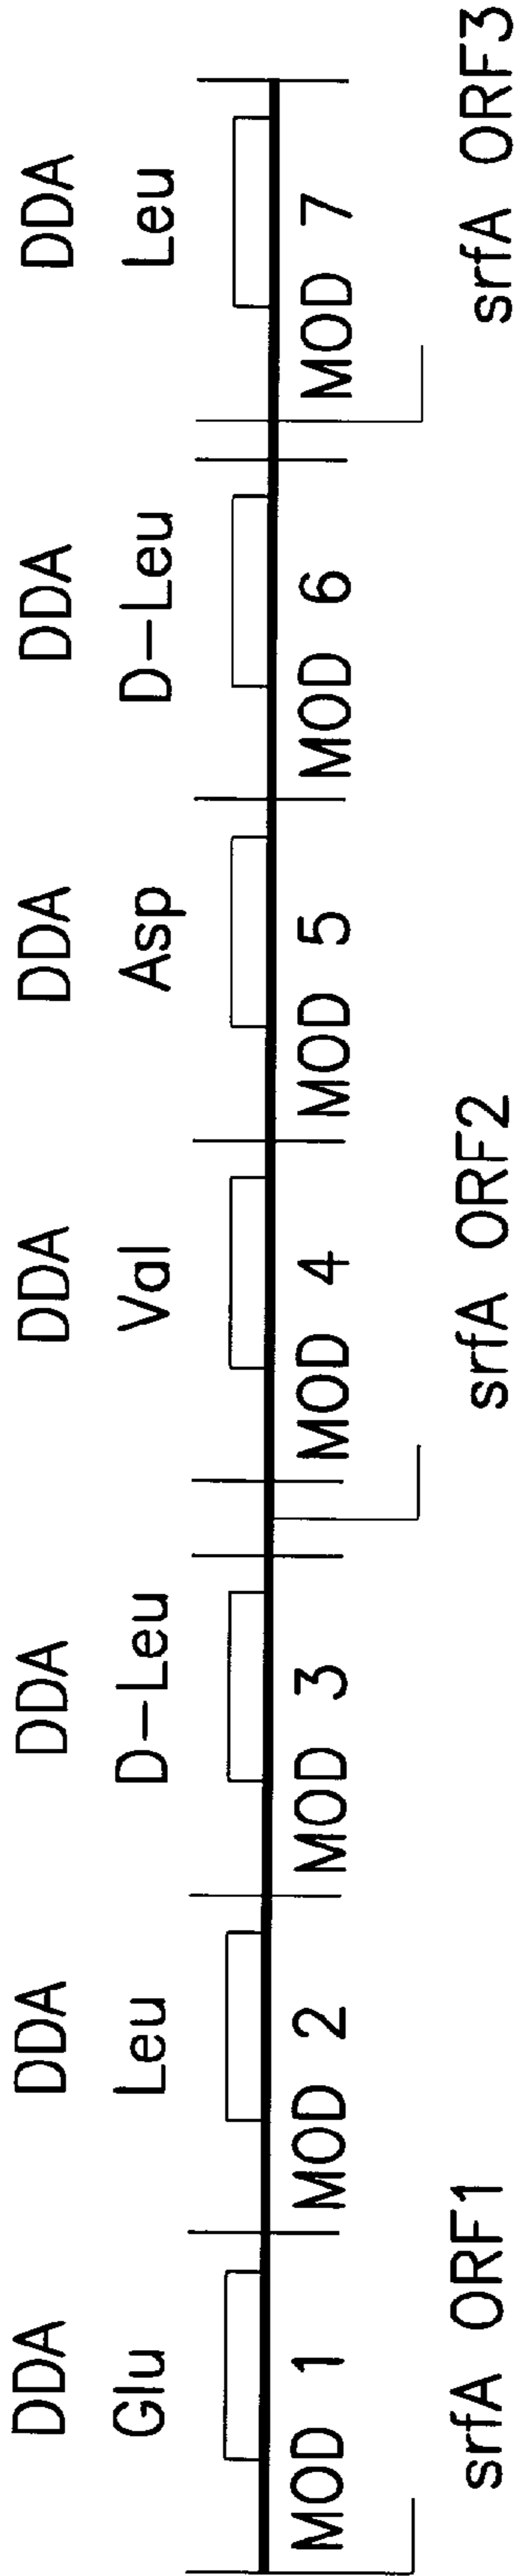 DDA DDA DDA DDA DDA DDA DDA
Glu Leu D-Leu Val Asp D-Leu Leu
MOD 1 MOD 2 MOD 3 MOD 4 MOD 5 MOD 6 MOD 7
srfA ORF1 srfA ORF2 srfA ORF3